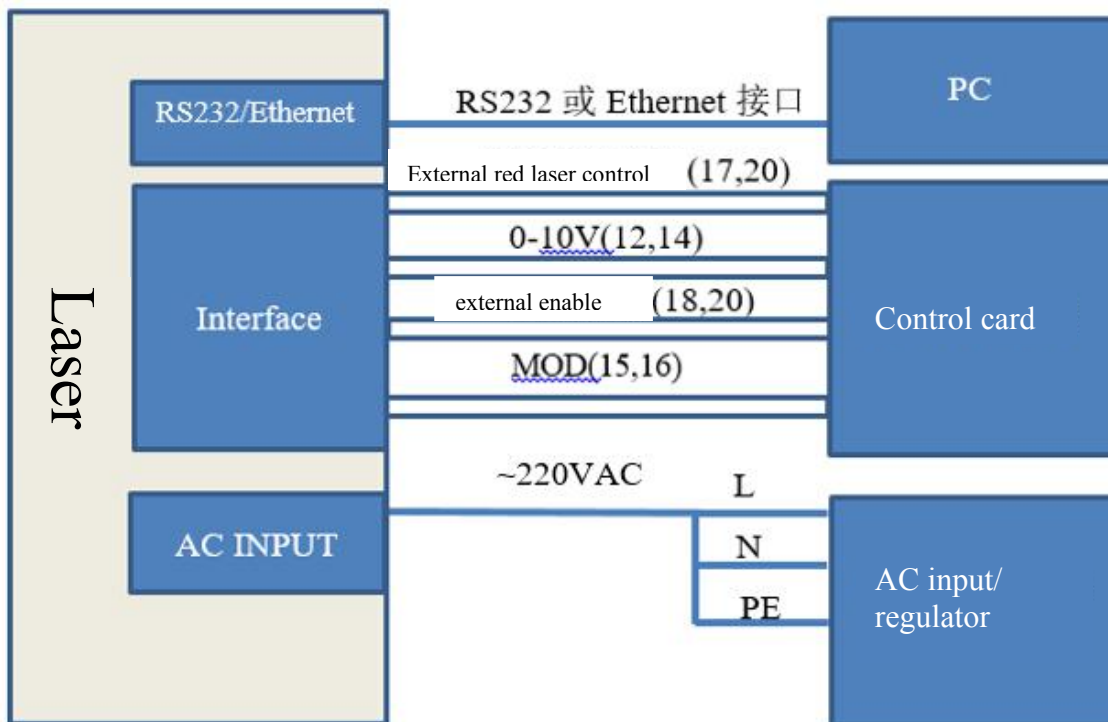 Laser
RS232/Ethernet
RS232 或 Ethernet 接口
PC
External red laser control (17,20)
0-10V(12,14)
Interface
external enable (18,20)
Control card
MOD(15,16)
~220VAC
L
AC INPUT
N
PE
AC input/
regulator